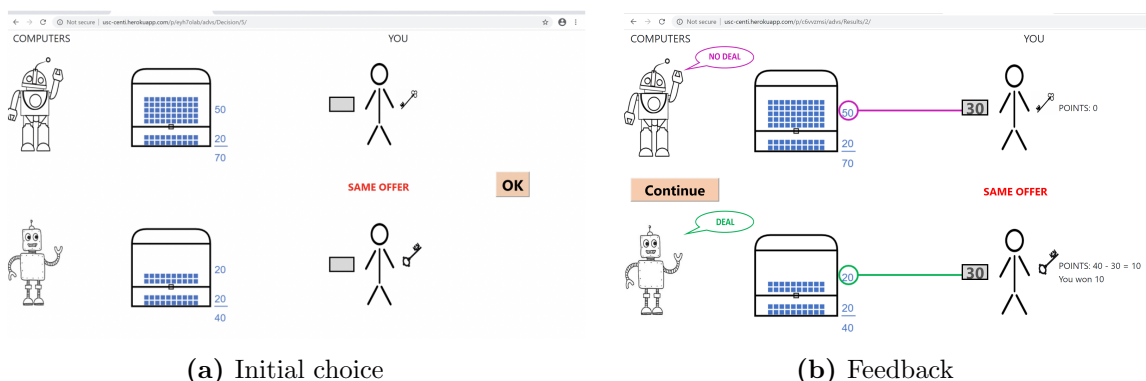 Not secure | usc-centi.herokuapp.com/p/eyh7olab/advs/Decision/5/
COMPUTERS YOU
50
20
70
SAME OFFER
OK
20
20
40
(a) Initial choice
Not secure | usc-centi.herokuapp.com/p/c6vvzmsi/advs/Results/2/
COMPUTERS YOU
NO DEAL
50
30
POINTS: 0
20
70
Continue
SAME OFFER
DEAL
20
30
POINTS: 40 - 30 = 10
You won 10
20
40
(b) Feedback